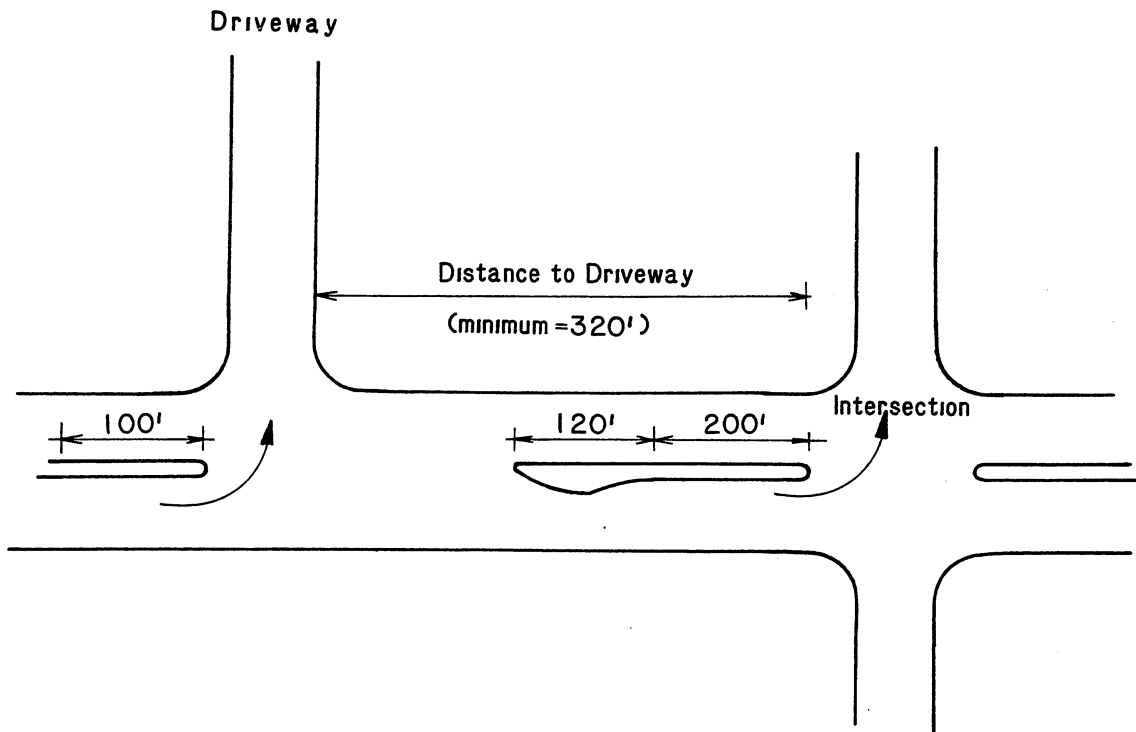 Driveway
Distance to Driveway
(minimum=320')
Intersection
100'
120'
200'